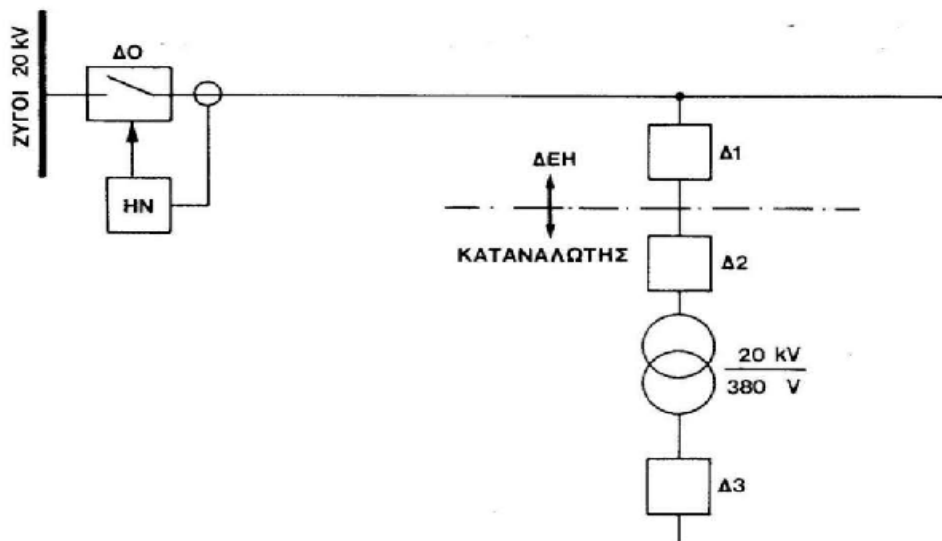 ΖΥΓΟΙ 20 kV
ΔΟ
ΗΝ
Δ1
ΔΕΗ
ΚΑΤΑΝΑΛΩΤΗΣ
Δ2
20 kV
380 V
Δ3